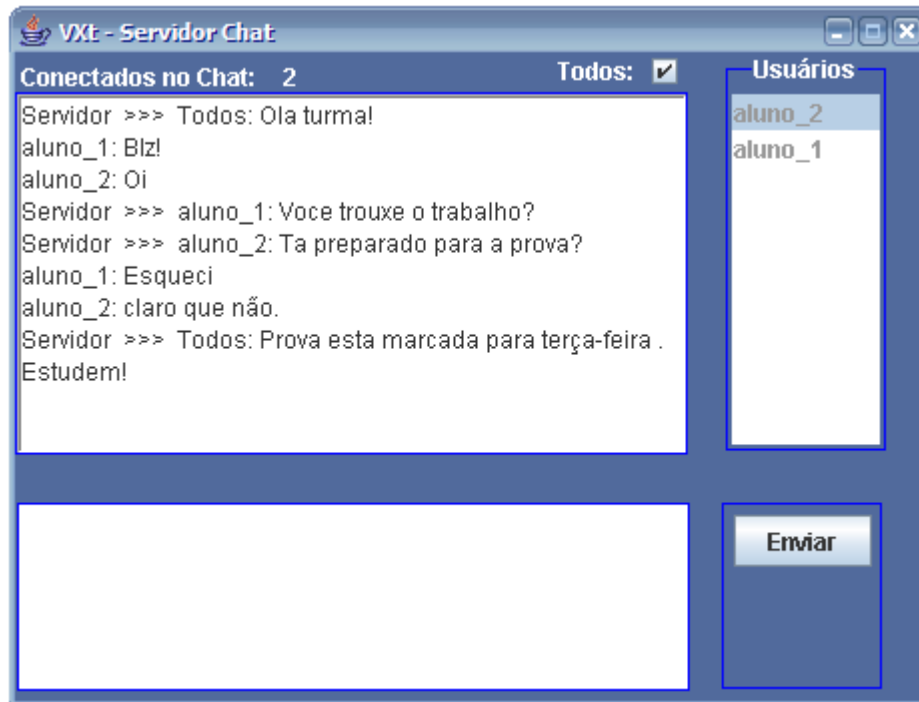 VXt - Servidor Chat
Conectados no Chat: 2
Todos:
Usuários
Servidor >>> Todos: Ola turma!
aluno_1: Blz!
aluno_2: Oi
Servidor >>> aluno_1: Voce trouxe o trabalho?
Servidor >>> aluno_2: Ta preparado para a prova?
aluno_1: Esqueci
aluno_2: claro que não.
Servidor >>> Todos: Prova esta marcada para terça-feira .
Estudem!
aluno_2
aluno_1
Enviar